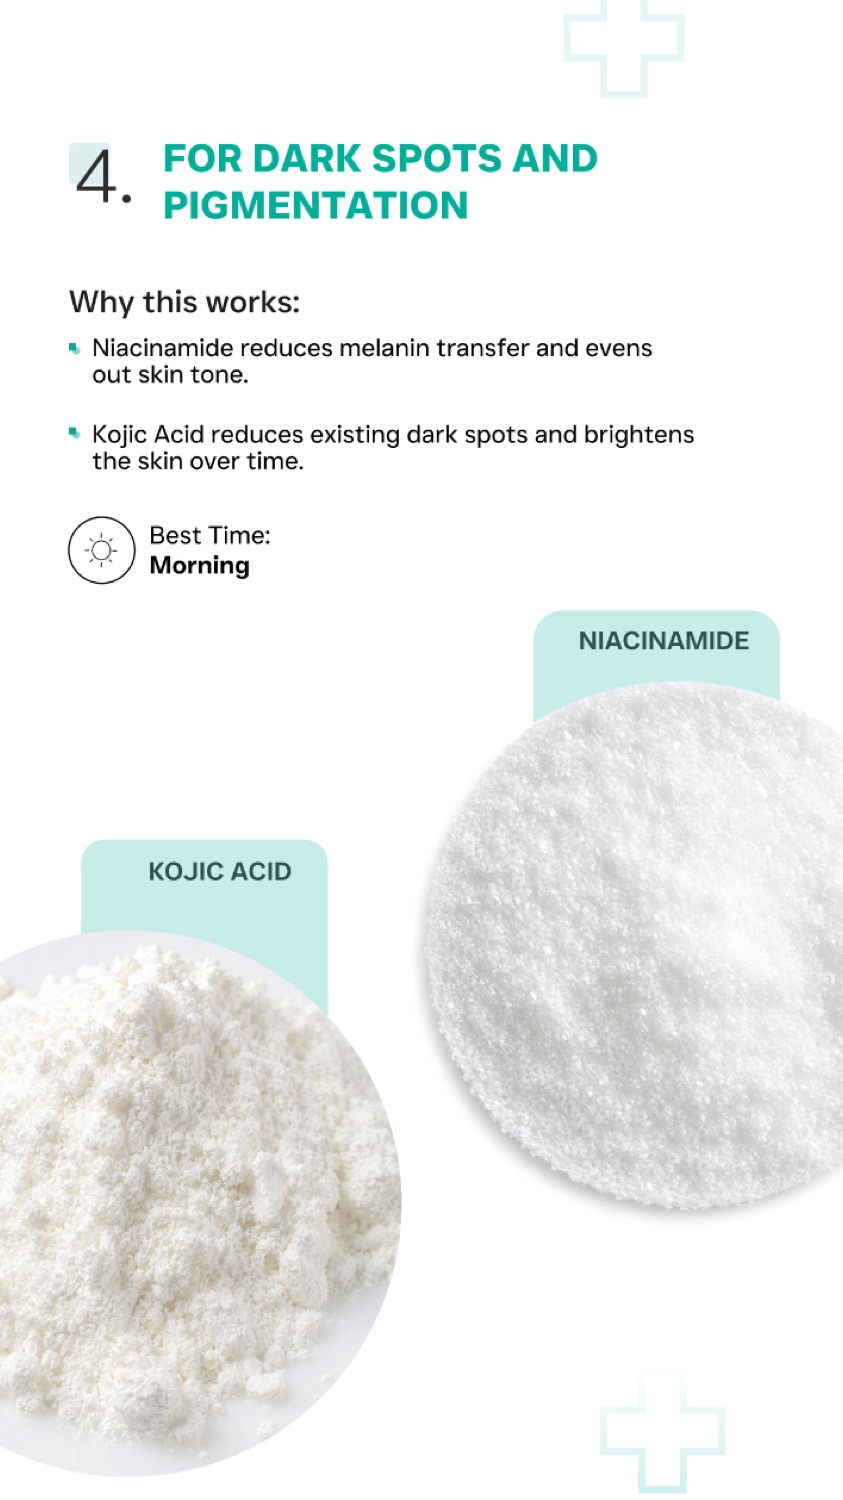 4.
FOR DARK SPOTS AND
PIGMENTATION
Why this works:
Niacinamide reduces melanin transfer and evens
out skin tone.
Kojic Acid reduces existing dark spots and brightens
the skin over time.
Best Time:
Morning
NIACINAMIDE
KOJIC ACID